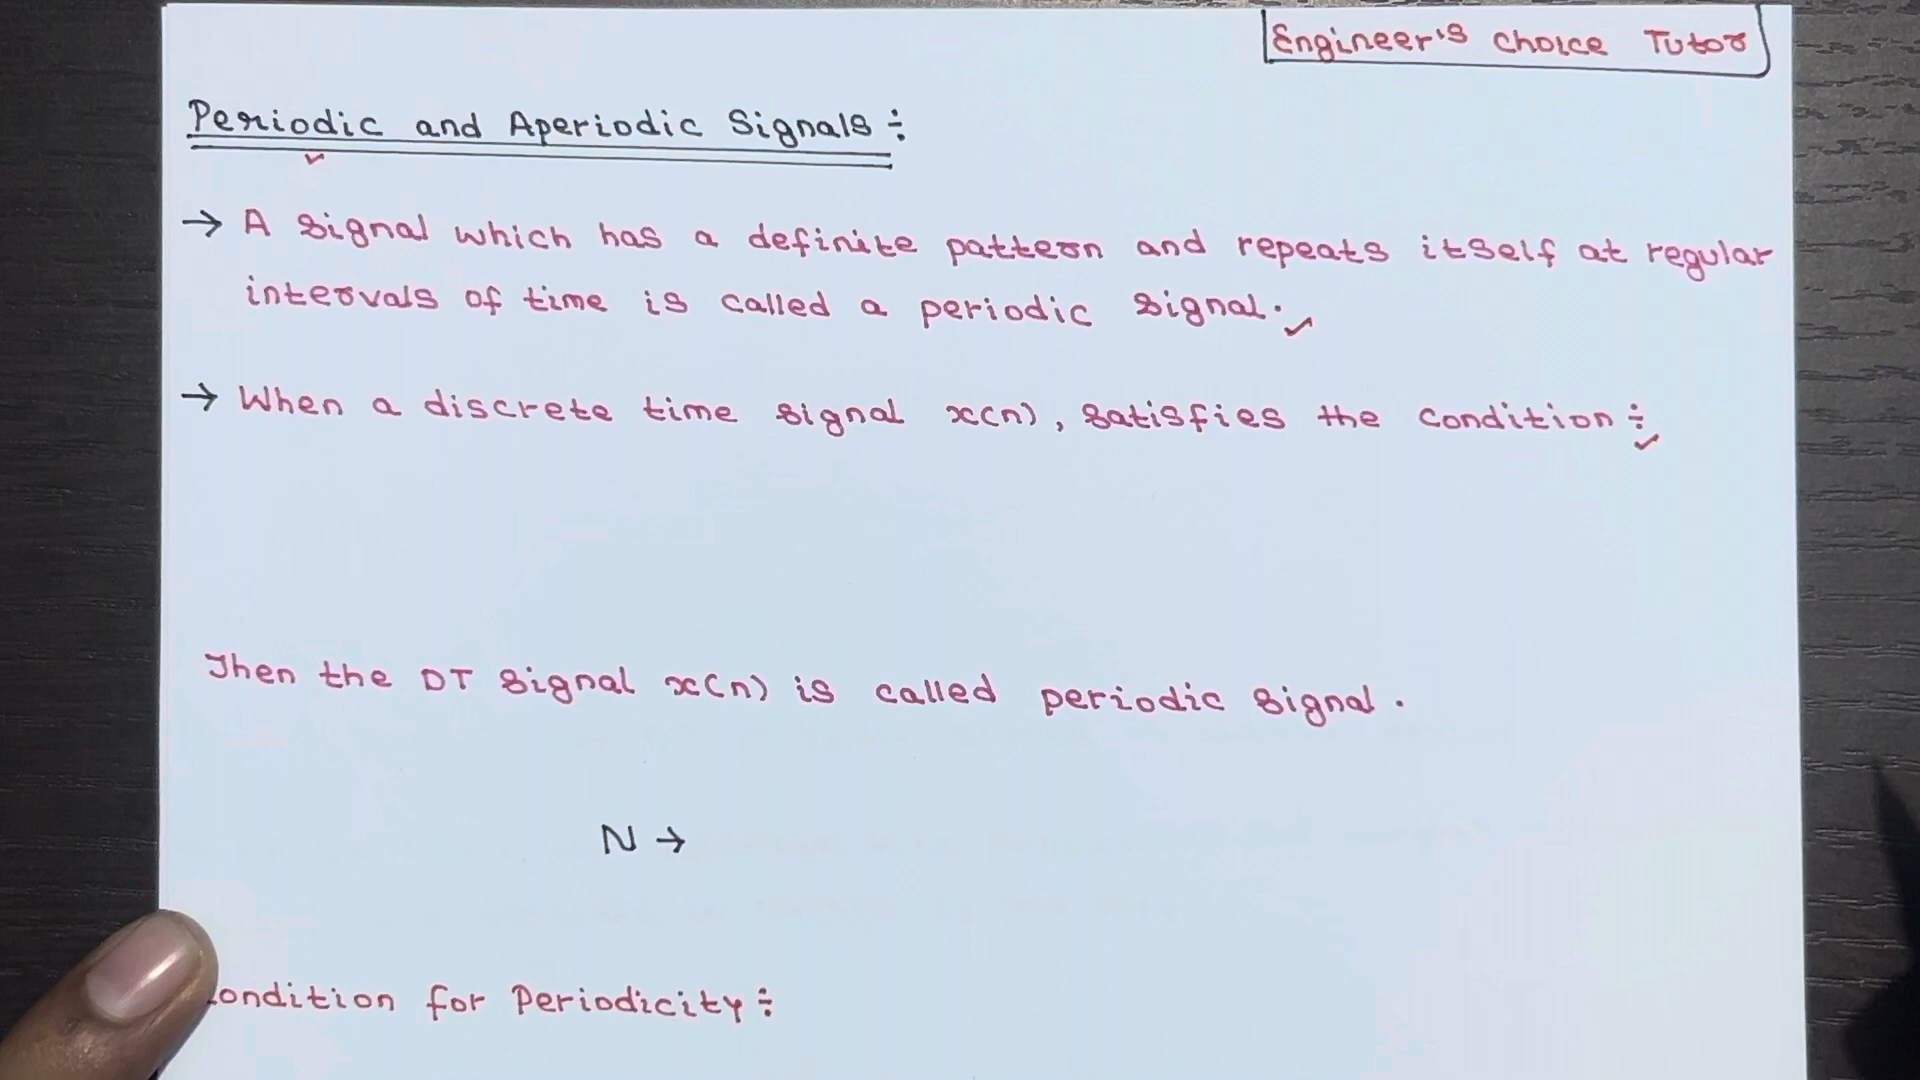 Engineer's Choice Tutor
Periodic and Aperiodic Signals ÷
→ A signal which has a definite pattern and repeats itself at regular
intervals of time is called a periodic signal.
→ When a discrete time signal x(n), satisfies the condition ÷
Then the DT signal x(n) is called periodic signal.
N →
ondition for Periodicity ÷